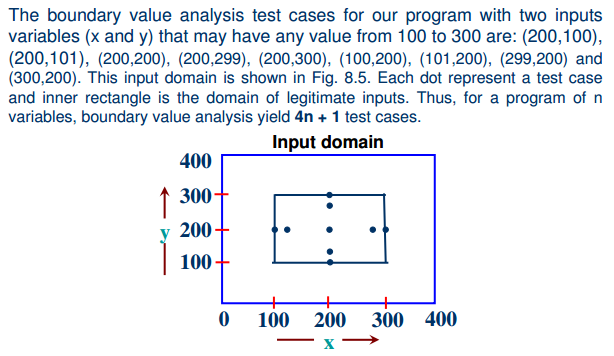 The boundary value analysis test cases for our program with two inputs
variables (x and y) that may have any value from 100 to 300 are: (200,100),
(200,101), (200,200), (200,299), (200,300), (100,200), (101,200), (299,200) and
(300,200). This input domain is shown in Fig. 8.5. Each dot represent a test case
and inner rectangle is the domain of legitimate inputs. Thus, for a program of n
variables, boundary value analysis yield 4n + 1 test cases.
Input domain
400
300
y 200
100
0 100 200 300 400
x